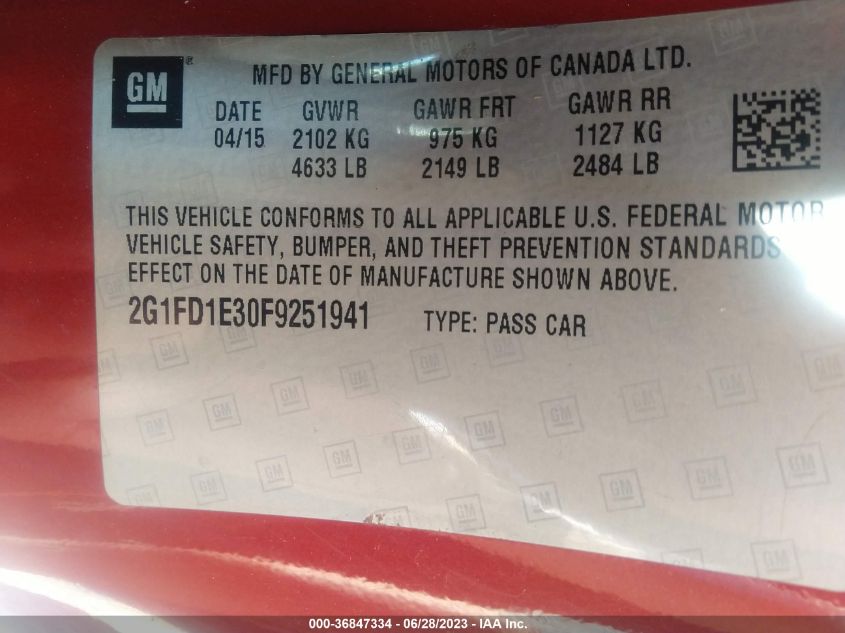 GM®
MFD BY GENERAL MOTORS OF CANADA LTD.
DATE GVWR GAWR FRT GAWR RR
04/15 2102 KG 975 KG 1127 KG
4633 LB 2149 LB 2484 LB
THIS VEHICLE CONFORMS TO ALL APPLICABLE U.S. FEDERAL MOTOR
VEHICLE SAFETY, BUMPER, AND THEFT PREVENTION STANDARDS
EFFECT ON THE DATE OF MANUFACTURE SHOWN ABOVE.
2G1FD1E30F9251941 TYPE: PASS CAR
000-36847334 - 06/28/2023 - IAA Inc.